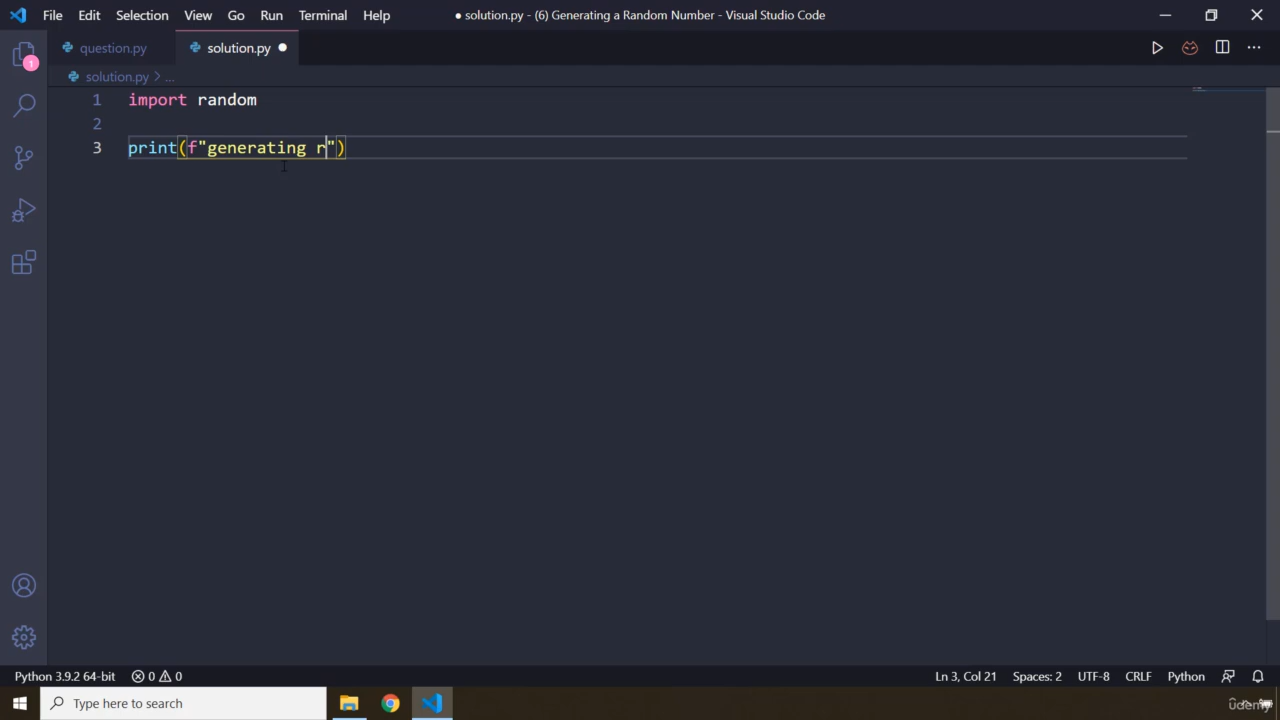 File Edit Selection View Go Run Terminal Help
● solution.py - (6) Generating a Random Number - Visual Studio Code
question.py solution.py ●
solution.py > ...
1 import random
2
3 print(f"generating r")
1
Python 3.9.2 64-bit 0 0 Ln 3, Col 21 Spaces: 2 UTF-8 CRLF Python
Type here to search
udemy